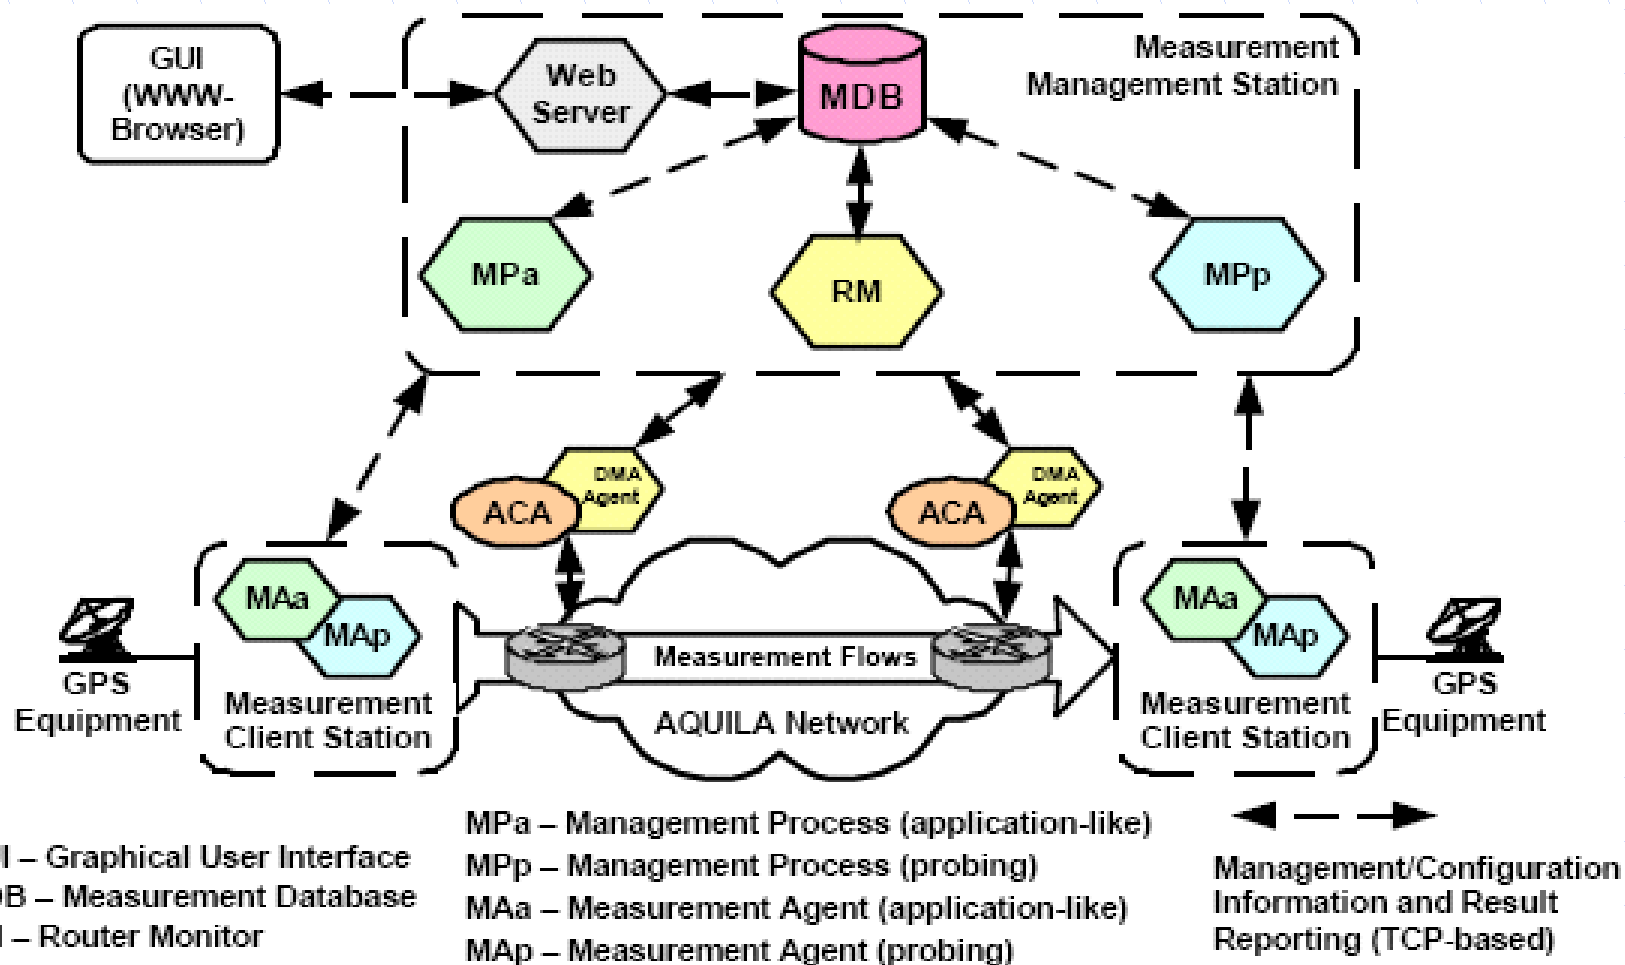 GUI
(WWW-
Browser)
Web
Server
MDB
Measurement
Management Station
MPa
RM
MPp
DMA
Agent
ACA
DMA
Agent
ACA
MAa
MAp
Measurement
Client Station
GPS
Equipment
Measurement Flows
AQUILA Network
MAa
MAp
Measurement
Client Station
GPS
Equipment
I – Graphical User Interface
B – Measurement Database
– Router Monitor
MPa – Management Process (application-like)
MPp – Management Process (probing)
MAa – Measurement Agent (application-like)
MAp – Measurement Agent (probing)
Management/Configuration
Information and Result
Reporting (TCP-based)